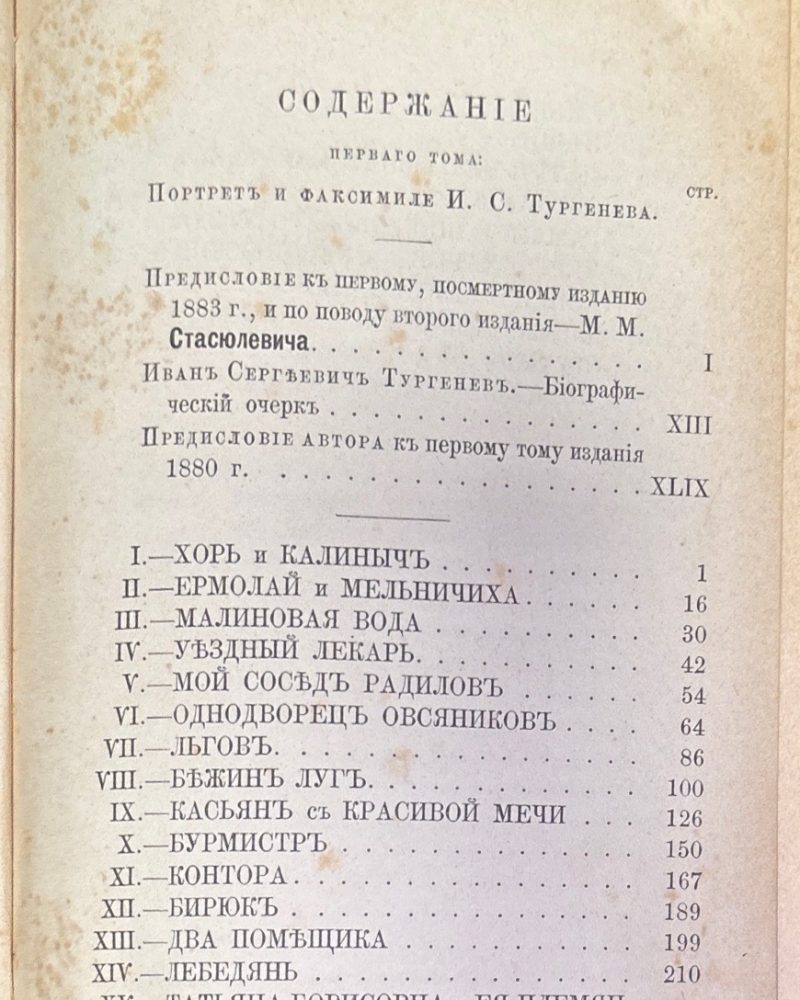 СОДЕРЖАНІЕ
ПЕРВАГО ТОМА:
СТР.
Портретъ и факсимиле И. С. Тургенева.
Предисловіе къ первому, посмертному изданію
1883 г., и по поводу второго изданія—М. М.
Стасюлевича. . . . . . . . . . . . . . . . I
Иванъ Сергѣевичъ Тургеневъ.—Біографи-
ческій очеркъ . . . . . . . . . . . . . . . XIII
Предисловіе автора къ первому тому изданія
1880 г. . . . . . . . . . . . . . . . . . . XLIX
I.—ХОРЬ и КАЛИНЫЧЪ . . . . . . . . . . 1
II.—ЕРМОЛАЙ и МЕЛЬНИЧИХА . . . . . . 16
III.—МАЛИНОВАЯ ВОДА . . . . . . . . . . 30
IV.—УѢЗДНЫЙ ЛЕКАРЬ. . . . . . . . . . . 42
V.—МОЙ СОСѢДЪ РАДИЛОВЪ . . . . . . 54
VI.—ОДНОДВОРЕЦЪ ОВСЯНИКОВЪ . . . . 64
VII.—ЛЬГОВЪ. . . . . . . . . . . . . . . . . 86
VIII.—БѢЖИНЪ ЛУГЪ. . . . . . . . . . . . . 100
IX.—КАСЬЯНЪ съ КРАСИВОЙ МЕЧИ . . . 126
X.—БУРМИСТРЪ . . . . . . . . . . . . . . 150
XI.—КОНТОРА . . . . . . . . . . . . . . . . 167
XII.—БИРЮКЪ . . . . . . . . . . . . . . . . 189
XIII.—ДВА ПОМѢЩИКА . . . . . . . . . . . 199
XIV.—ЛЕБЕДЯНЬ . . . . . . . . . . . . . . . 210